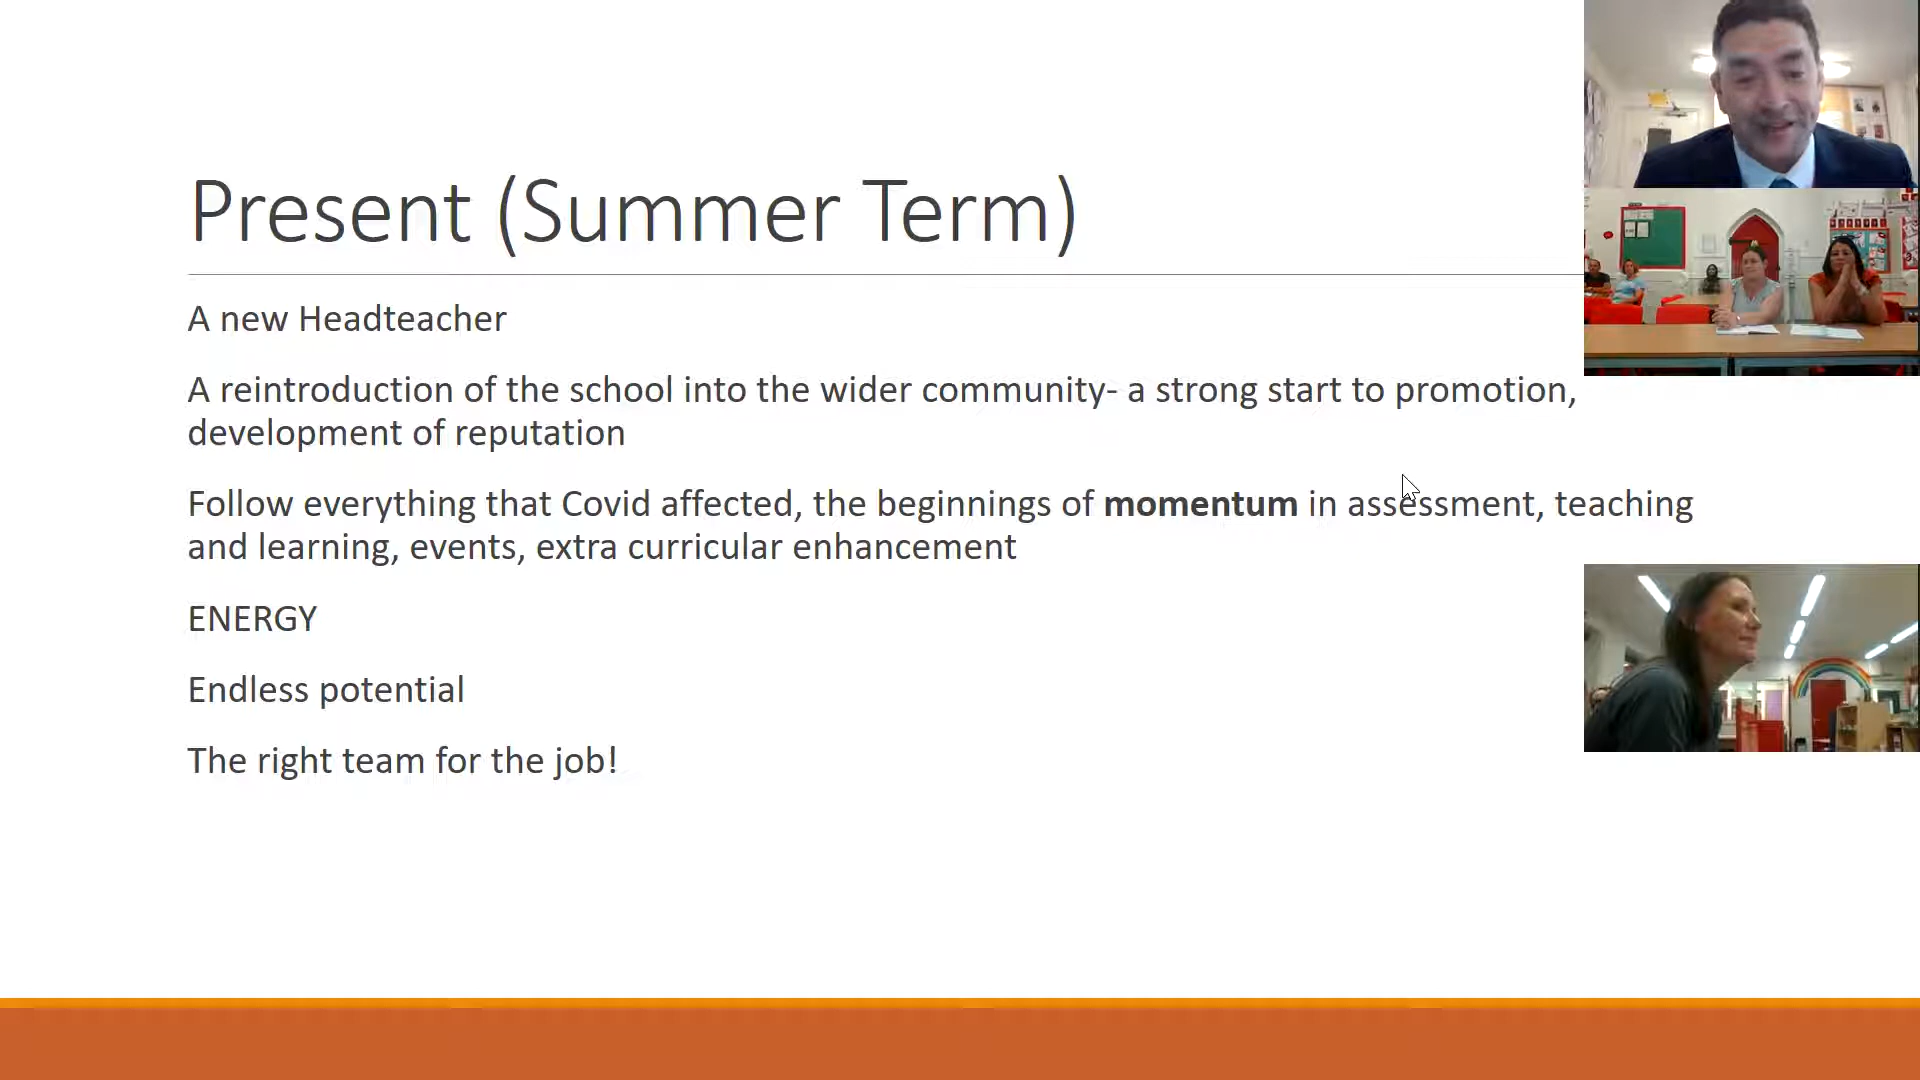 Present (Summer Term)
A new Headteacher
A reintroduction of the school into the wider community- a strong start to promotion,
development of reputation
Follow everything that Covid affected, the beginnings of momentum in assessment, teaching
and learning, events, extra curricular enhancement
ENERGY
Endless potential
The right team for the job!